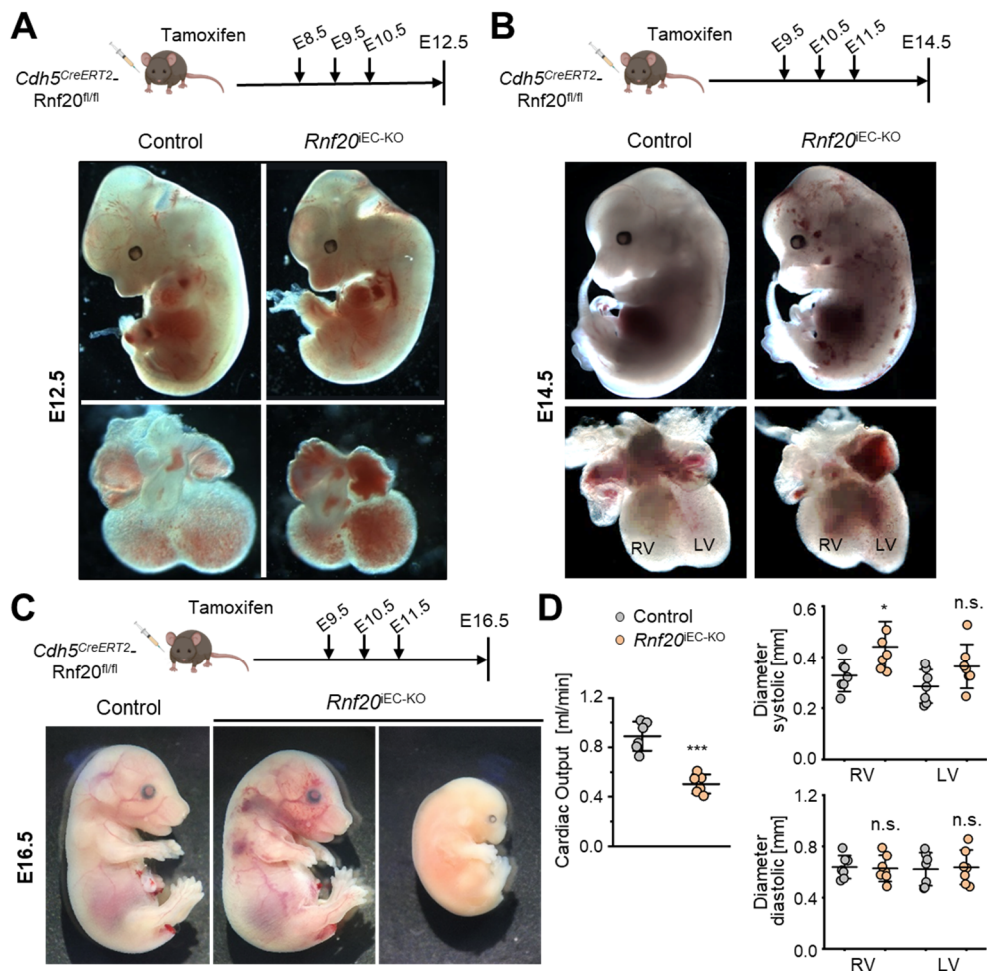 A
Tamoxifen
E8.5
E9.5
E10.5
E12.5
Cdh5CreERT2-
Rnf20fl/fl
Control
Rnf20iEC-KO
E12.5
B
Tamoxifen
E9.5
E10.5
E11.5
E14.5
Cdh5CreERT2-
Rnf20fl/fl
Control
Rnf20iEC-KO
E14.5
RV
LV
RV
LV
C
Tamoxifen
E9.5
E10.5
E11.5
E16.5
Cdh5CreERT2-
Rnf20fl/fl
Control
Rnf20iEC-KO
E16.5
D
Control
Rnf20iEC-KO
Cardiac Output [ml/min]
1.2
0.8
0.4
0.0
***
Diameter
systolic [mm]
0.6
0.4
0.2
0.0
*
n.s.
RV
LV
Diameter
diastolic [mm]
1.2
0.8
0.4
0.0
n.s.
n.s.
RV
LV